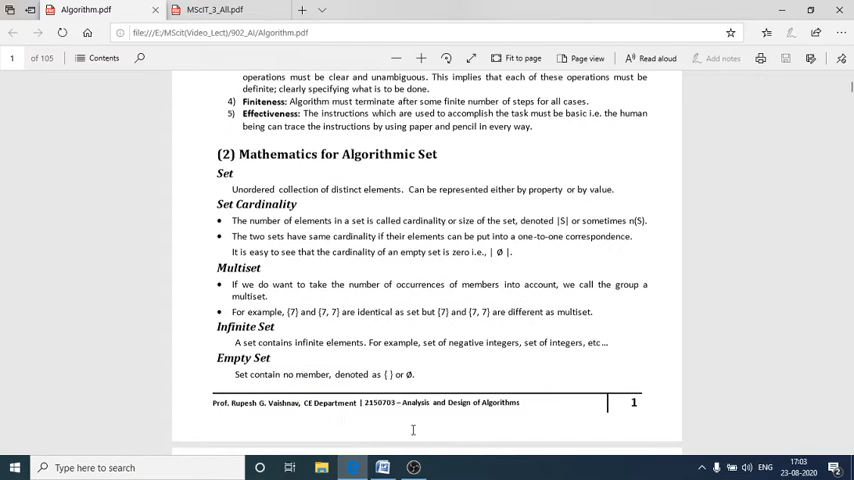 Algorithm.pdf
MScIT_3_All.pdf
file:///E:/MScit(Video_Lect)/902_AI/Algorithm.pdf
1 of 105
Contents
Fit to page
Page view
Read aloud
Add notes
operations must be clear and unambiguous. This implies that each of these operations must be
definite; clearly specifying what is to be done.
4) Finiteness: Algorithm must terminate after some finite number of steps for all cases.
5) Effectiveness: The instructions which are used to accomplish the task must be basic i.e. the human
being can trace the instructions by using paper and pencil in every way.
(2) Mathematics for Algorithmic Set
Set
Unordered collection of distinct elements. Can be represented either by property or by value.
Set Cardinality
• The number of elements in a set is called cardinality or size of the set, denoted |S| or sometimes n(S).
• The two sets have same cardinality if their elements can be put into a one-to-one correspondence.
It is easy to see that the cardinality of an empty set is zero i.e., | ∅ |.
Multiset
• If we do want to take the number of occurrences of members into account, we call the group a
multiset.
• For example, {7} and {7, 7} are identical as set but {7} and {7, 7} are different as multiset.
Infinite Set
A set contains infinite elements. For example, set of negative integers, set of integers, etc...
Empty Set
Set contain no member, denoted as { } or ∅.
Prof. Rupesh G. Vaishnav, CE Department | 2150703 – Analysis and Design of Algorithms
1
Type here to search
ENG
17:03
23-08-2020
2